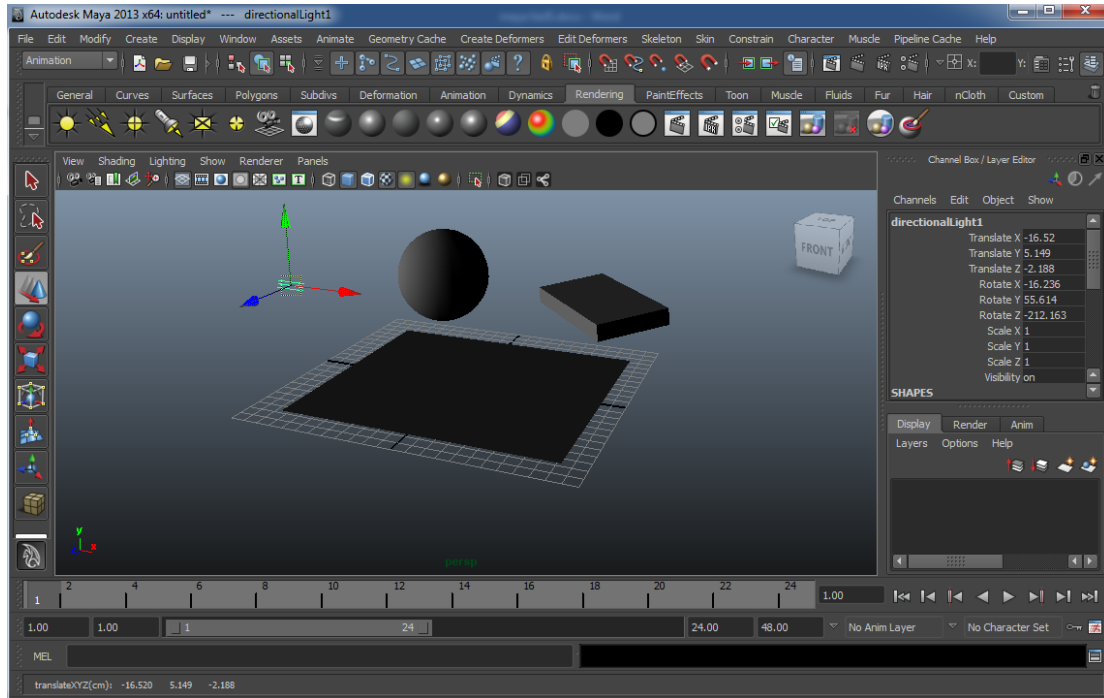 Autodesk Maya 2013 x64: untitled* --- directionalLight1
File Edit Modify Create Display Window Assets Animate Geometry Cache Create Deformers Edit Deformers Skeleton Skin Constrain Character Muscle Pipeline Cache Help
Animation X: Y:
General Curves Surfaces Polygons Subdivs Deformation Animation Dynamics Rendering PaintEffects Toon Muscle Fluids Fur Hair nCloth Custom
View Shading Lighting Show Renderer Panels
Channel Box / Layer Editor
Channels Edit Object Show
directionalLight1
Translate X -16.52
Translate Y 5.149
Translate Z -2.188
Rotate X -16.236
Rotate Y 55.614
Rotate Z -212.163
Scale X 1
Scale Y 1
Scale Z 1
Visibility on
SHAPES
TOP
FRONT
Display Render Anim
Layers Options Help
y
x
persp
2 4 6 8 10 12 14 16 18 20 22 24
1 1.00
1.00 1.00 1 24 24.00 48.00 No Anim Layer No Character Set
MEL
translateXYZ(cm): -16.520 5.149 -2.188